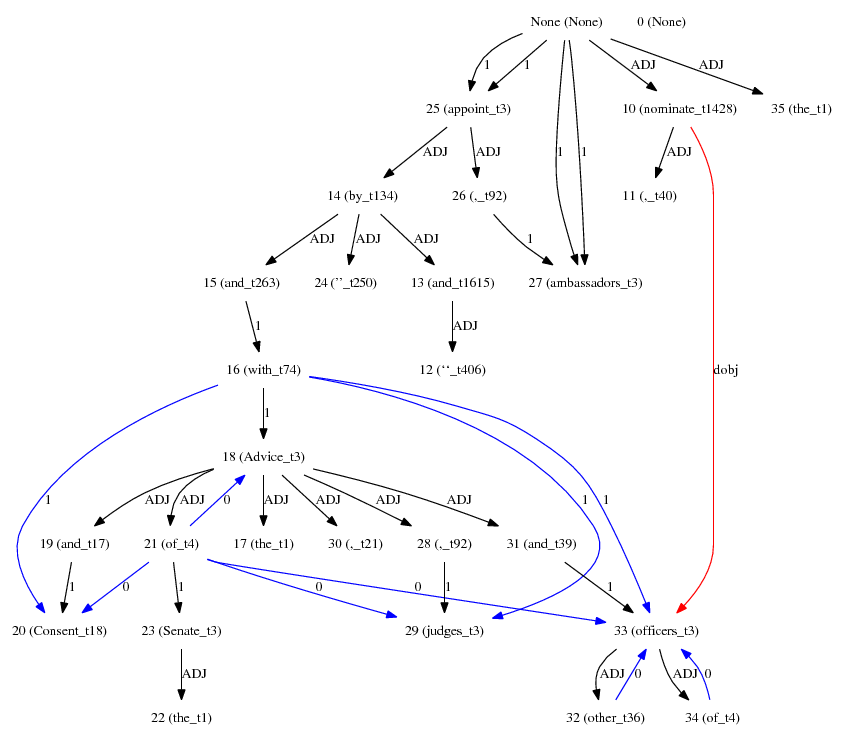 None (None) 0 (None)
1 1 ADJ ADJ
25 (appoint_t3) 10 (nominate_t1428) 35 (the_t1)
ADJ ADJ 1 1 ADJ
14 (by_t134) 26 (,_t92) 11 (,_t40)
ADJ ADJ ADJ 1
15 (and_t263) 24 (''_t250) 13 (and_t1615) 27 (ambassadors_t3)
1 ADJ
16 (with_t74) 12 (``_t406) dobj
1
18 (Advice_t3)
1 ADJ ADJ 0 ADJ ADJ ADJ ADJ 1 1
19 (and_t17) 21 (of_t4) 17 (the_t1) 30 (,_t21) 28 (,_t92) 31 (and_t39)
1 0 1 0 0 1 1
20 (Consent_t18) 23 (Senate_t3) 29 (judges_t3) 33 (officers_t3)
ADJ ADJ 0 ADJ 0
22 (the_t1) 32 (other_t36) 34 (of_t4)